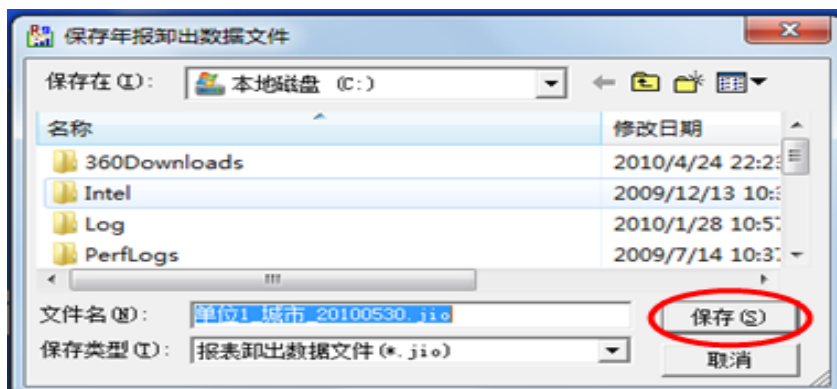 保存年报卸出数据文件
保存在(I): 本地磁盘 (C:)
名称 修改日期
360Downloads 2010/4/24 22:2
Intel 2009/12/13 10:
Log 2010/1/28 10:5
PerfLogs 2009/7/14 10:3
文件名(N): 单位1_城市_20100530.jio 保存(S)
保存类型(T): 报表卸出数据文件(*.jio) 取消